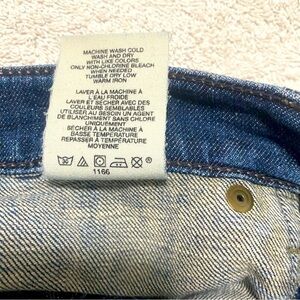 MACHINE WASH COLD
WASH AND DRY
WITH LIKE COLORS
ONLY NON-CHLORINE BLEACH
WHEN NEEDED
TUMBLE DRY LOW
WARM IRON
LAVER À LA MACHINE À
L'EAU FROIDE
LAVER ET SÉCHER AVEC DES
COULEURS SEMBLABLES
AU BESOIN UN AGENT
DE BLANCHIMENT SANS CHLORE
UNIQUEMENT
SÉCHER À LA MACHINE À
BASSE TEMPÉRATURE
REPASSER À TEMPÉRATURE
MOYENNE
1166